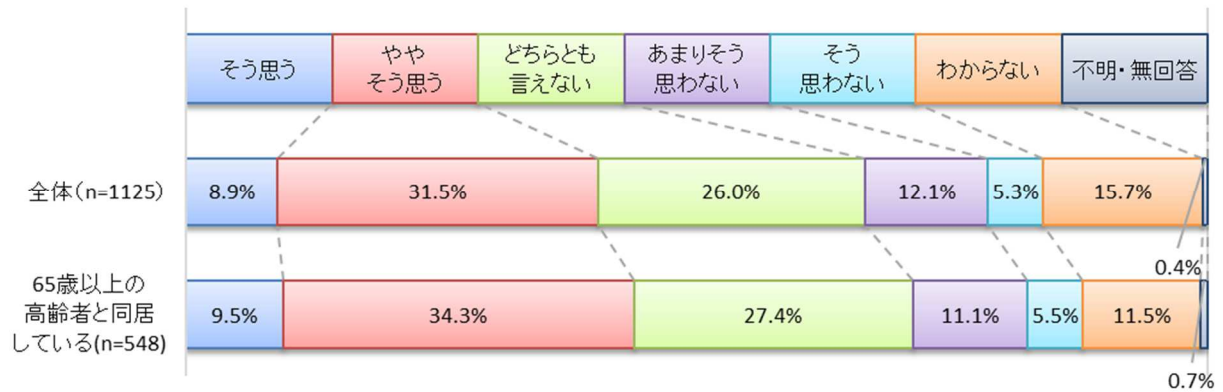 そう思う
やや
そう思う
どちらとも
言えない
あまりそう
思わない
そう
思わない
わからない
不明・無回答
全体(n=1125)
8.9%
31.5%
26.0%
12.1%
5.3%
15.7%
0.4%
65歳以上の
高齢者と同居
している(n=548)
9.5%
34.3%
27.4%
11.1%
5.5%
11.5%
0.7%